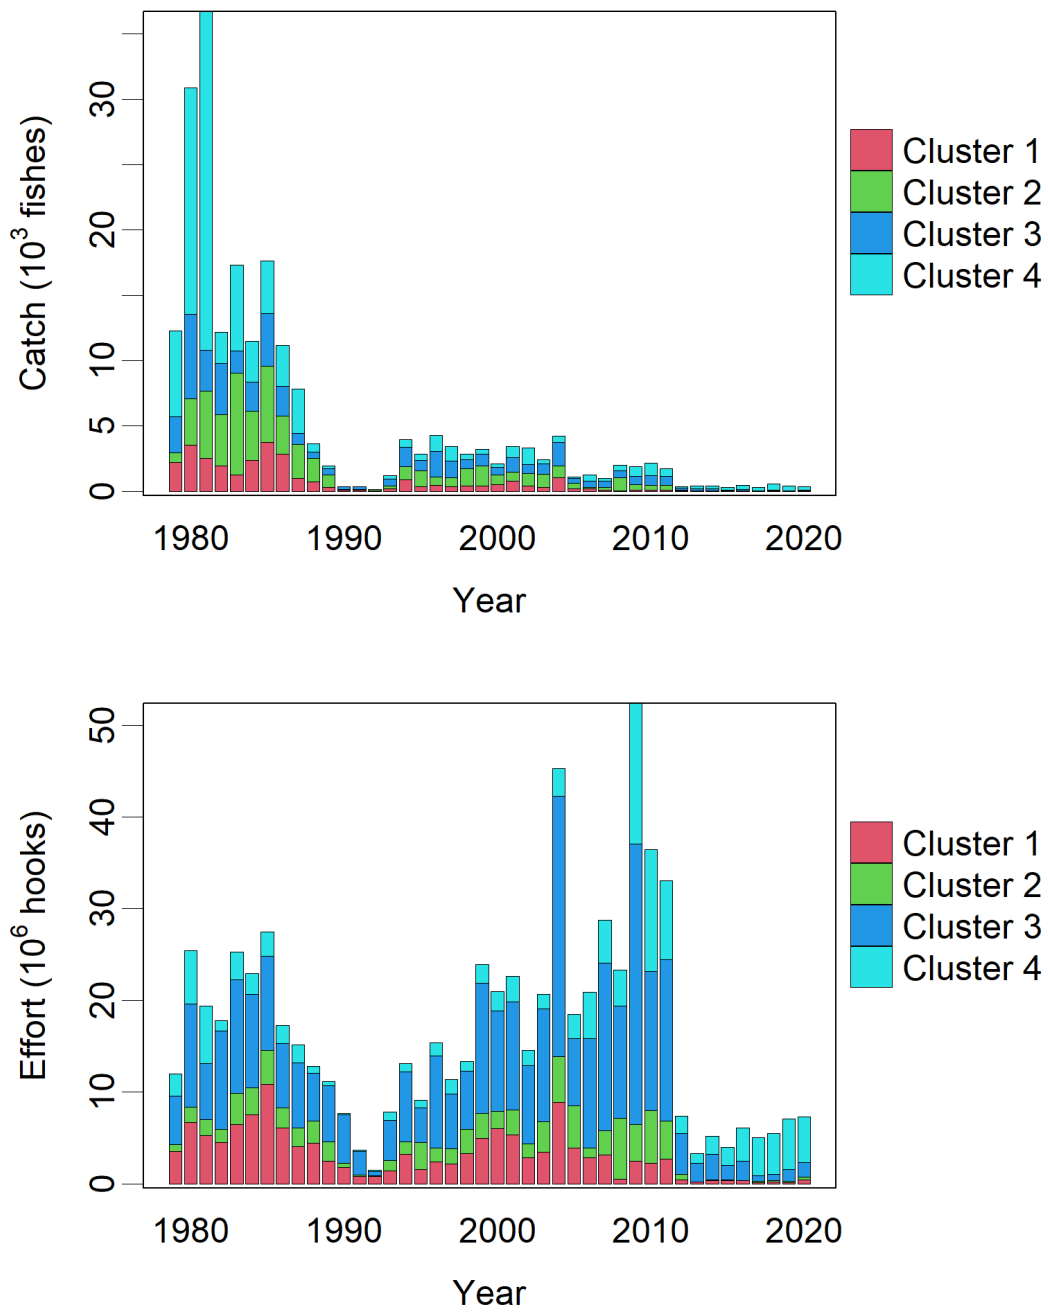 Catch (10³ fishes)
30
20
10
5
0
1980 1990 2000 2010 2020
Year
Cluster 1
Cluster 2
Cluster 3
Cluster 4
Effort (10⁶ hooks)
50
40
30
20
10
0
1980 1990 2000 2010 2020
Year
Cluster 1
Cluster 2
Cluster 3
Cluster 4